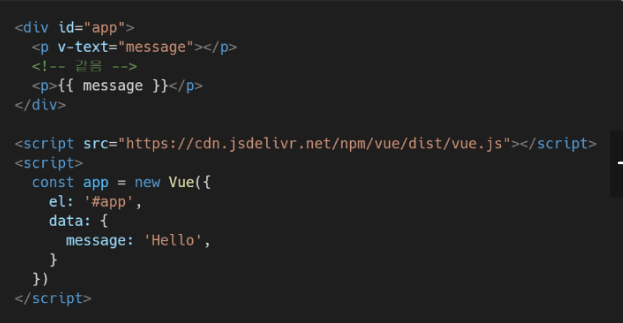 <div id="app">
  <p v-text="message"></p>
  <!-- 같음 -->
  <p>{{ message }}</p>
</div>

<script src="https://cdn.jsdelivr.net/npm/vue/dist/vue.js"></script>
<script>
  const app = new Vue({
    el: '#app',
    data: {
      message: 'Hello',
    }
  })
</script>